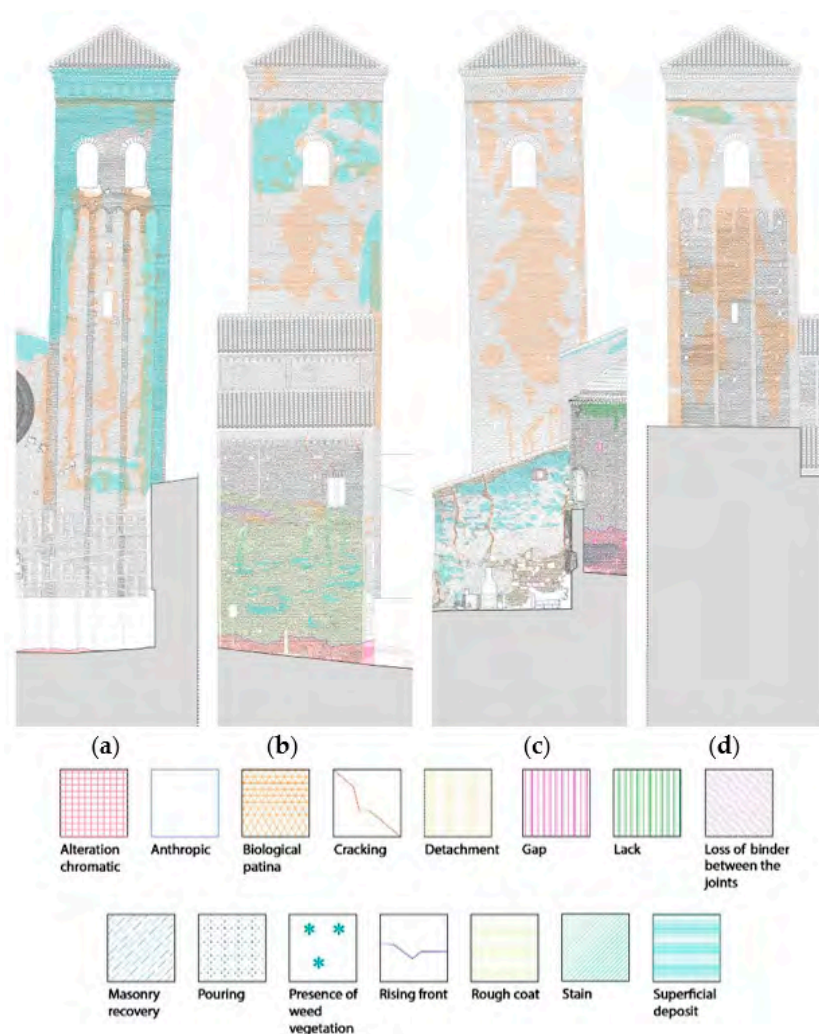 (a) (b) (c) (d)
Alteration chromatic
Anthropic
Biological patina
Cracking
Detachment
Gap
Lack
Loss of binder between the joints
Masonry recovery
Pouring
Presence of weed vegetation
Rising front
Rough coat
Stain
Superficial deposit